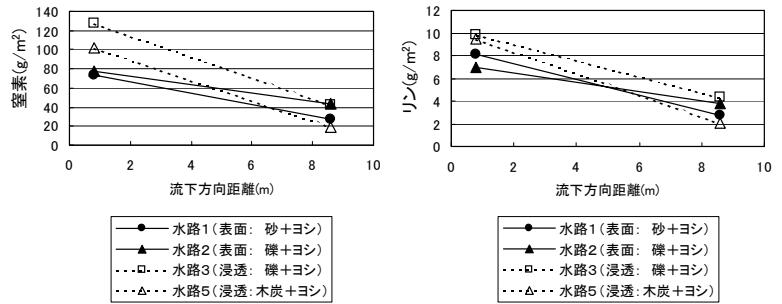 窒素(g/m²)
140
120
100
80
60
40
20
0
0 2 4 6 8 10
流下方向距離(m)
水路1(表面: 砂+ヨシ)
水路2(表面: 礫+ヨシ)
水路3(浸透: 礫+ヨシ)
水路5(浸透:木炭+ヨシ)
リン(g/m²)
12
10
8
6
4
2
0
0 2 4 6 8 10
流下方向距離(m)
水路1(表面: 砂+ヨシ)
水路2(表面: 礫+ヨシ)
水路3(浸透: 礫+ヨシ)
水路5(浸透:木炭+ヨシ)